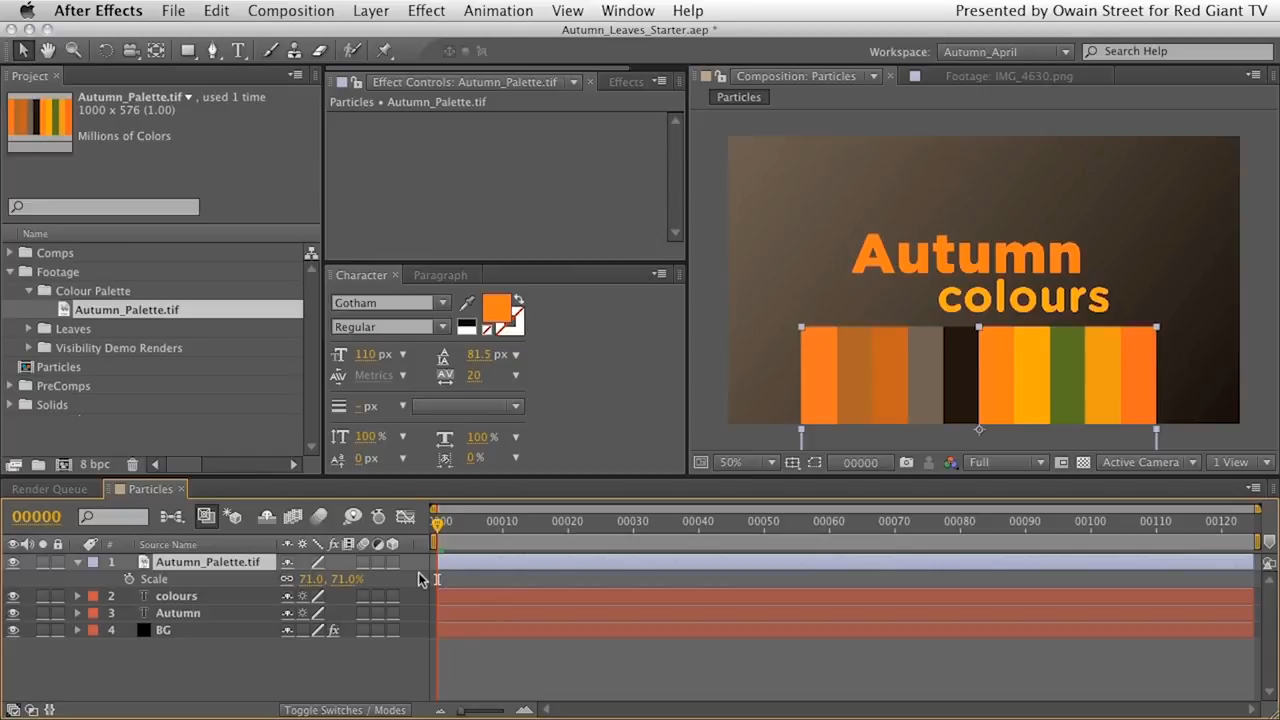 After Effects File Edit Composition Layer Effect Animation View Window Help Presented by Owain Street for Red Giant TV
Autumn_Leaves_Starter.aep *
Workspace: Autumn_April Search Help
Project
Effect Controls: Autumn_Palette.tif Effects
Composition: Particles Footage: IMG_4630.png
Autumn_Palette.tif , used 1 time
1000 x 576 (1.00)
Millions of Colors
Particles • Autumn_Palette.tif
Particles
Name
Comps
Footage
Colour Palette
Autumn_Palette.tif
Leaves
Visibility Demo Renders
Particles
PreComps
Solids
8 bpc
Character Paragraph
Gotham
Regular
110 px 81.5 px
Metrics 20
- px
100 % 100 %
0 px 0 %
Autumn
colours
50% 00000 Full Active Camera 1 View
Render Queue Particles
00000
00 00010 00020 00030 00040 00050 00060 00070 00080 00090 00100 00110 00120
# Source Name fx
1 Autumn_Palette.tif
Scale 71.0, 71.0%
2 T colours
3 T Autumn
4 BG fx
Toggle Switches / Modes